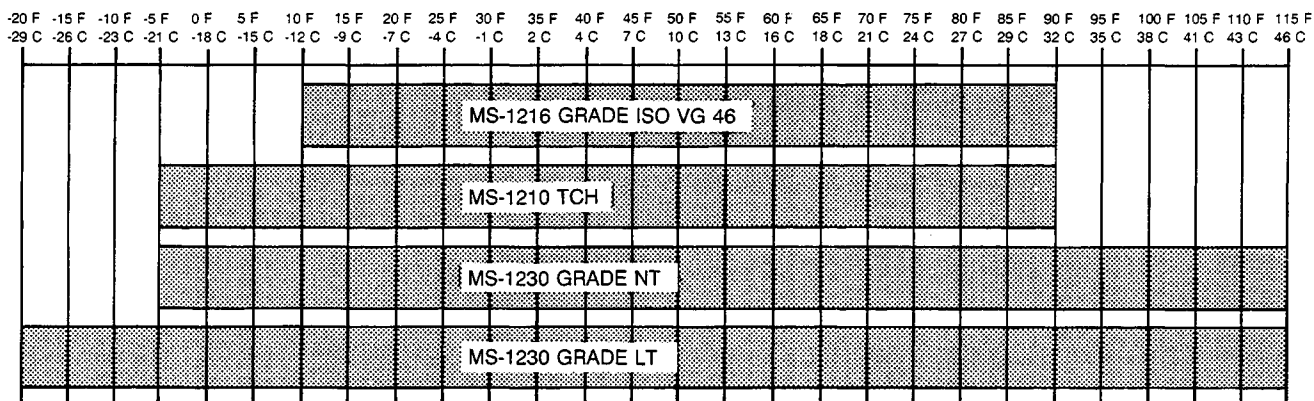 -20 F -15 F -10 F -5 F 0 F 5 F 10 F 15 F 20 F 25 F 30 F 35 F 40 F 45 F 50 F 55 F 60 F 65 F 70 F 75 F 80 F 85 F 90 F 95 F 100 F 105 F 110 F 115 F
-29 C -26 C -23 C -21 C -18 C -15 C -12 C -9 C -7 C -4 C -1 C 2 C 4 C 7 C 10 C 13 C 16 C 18 C 21 C 24 C 27 C 29 C 32 C 35 C 38 C 41 C 43 C 46 C
MS-1216 GRADE ISO VG 46
MS-1210 TCH
MS-1230 GRADE NT
MS-1230 GRADE LT